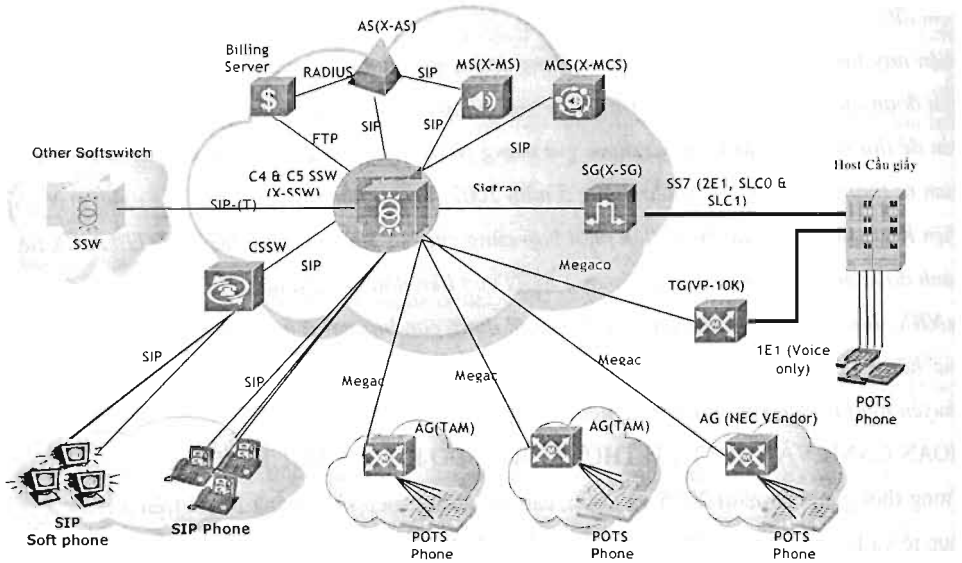 AS(X-AS)
Billing
Server
RADIUS
SIP
MS(X-MS)
MCS(X-MCS)
FTP
SIP
SIP
SIP
Other Softswitch
C4 & C5 SSW
(X-SSW)
Sigtran
SG(X-SG)
SS7 (2E1, SLC0 &
SLC1)
Host Cầu giấy
SIP-(T)
SSW
CSSW
SIP
Megaco
TG(VP-10K)
1E1 (Voice
only)
POTS
Phone
SIP
SIP
Megac
Megac
Megac
AG(TAM)
AG(TAM)
AG (NEC VEndor)
SIP
Soft phone
SIP Phone
POTS
Phone
POTS
Phone
POTS
Phone